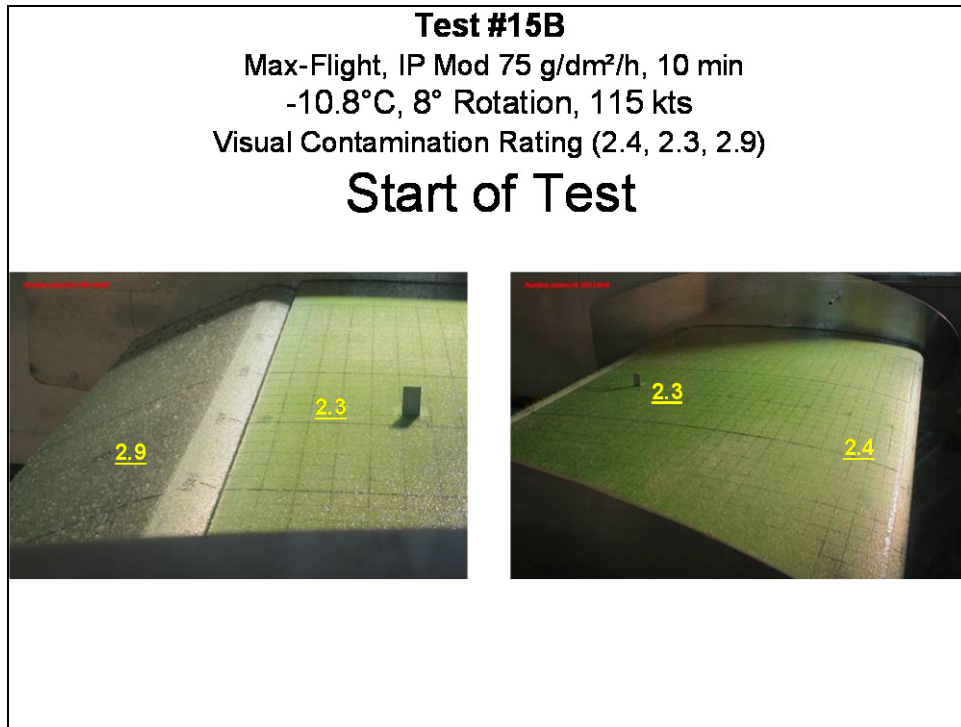 Test #15B
Max-Flight, IP Mod 75 g/dm²/h, 10 min
-10.8°C, 8° Rotation, 115 kts
Visual Contamination Rating (2.4, 2.3, 2.9)
Start of Test
2.3
2.9
2.3
2.4